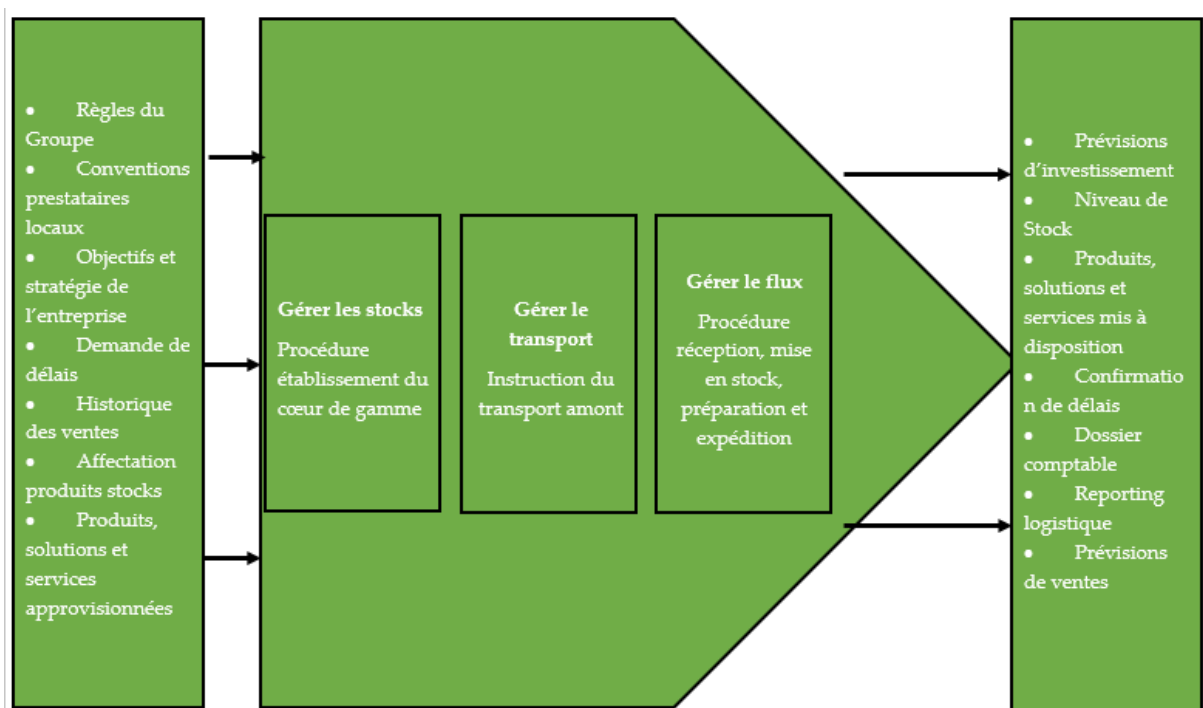 • Règles du
Groupe
• Conventions
prestataires
locaux
• Objectifs et
stratégie de
l’entreprise
• Demande de
délais
• Historique
des ventes
• Affectation
produits stocks
• Produits,
solutions et
services
approvisionnées
Gérer les stocks
Procédure
établissement du
cœur de gamme
Gérer le
transport
Instruction du
transport amont
Gérer le flux
Procédure
réception, mise
en stock,
préparation et
expédition
• Prévisions
d’investissement
• Niveau de
Stock
• Produits,
solutions et
services mis à
disposition
• Confirmatio
n de délais
• Dossier
comptable
• Reporting
logistique
• Prévisions
de ventes